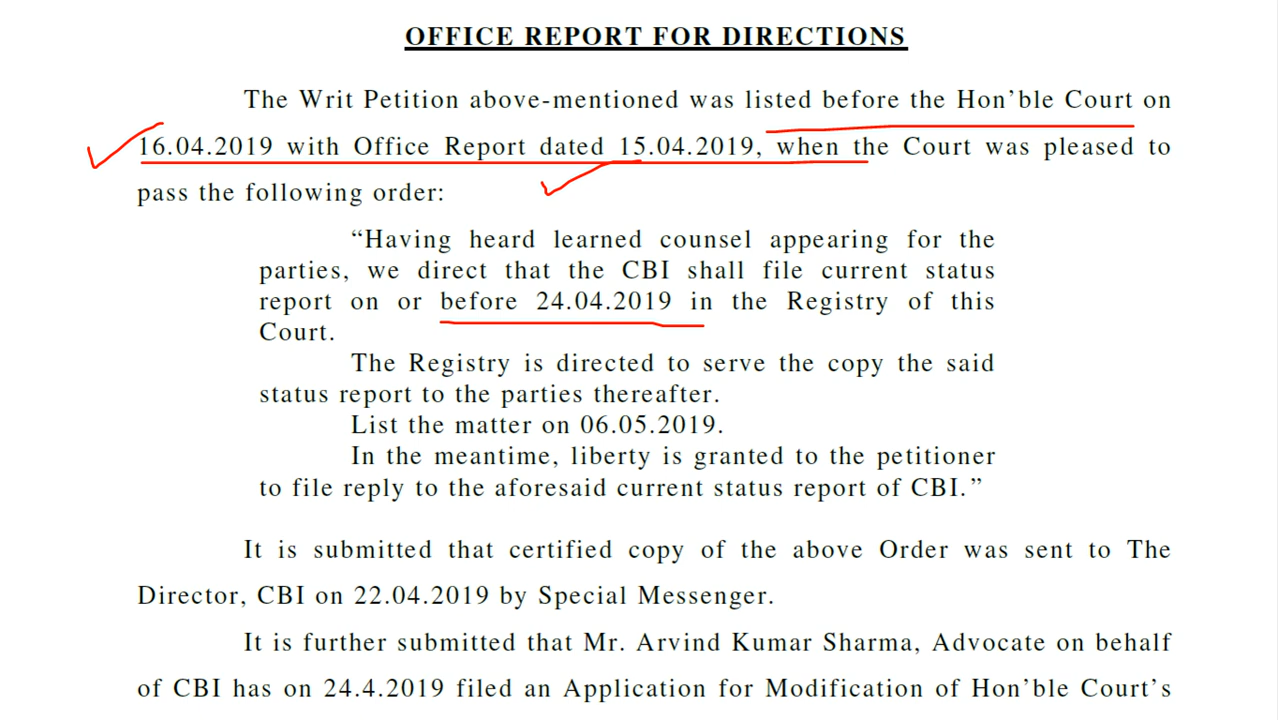 OFFICE REPORT FOR DIRECTIONS
The Writ Petition above-mentioned was listed before the Hon’ble Court on
16.04.2019 with Office Report dated 15.04.2019, when the Court was pleased to
pass the following order:
“Having heard learned counsel appearing for the
parties, we direct that the CBI shall file current status
report on or before 24.04.2019 in the Registry of this
Court.
The Registry is directed to serve the copy the said
status report to the parties thereafter.
List the matter on 06.05.2019.
In the meantime, liberty is granted to the petitioner
to file reply to the aforesaid current status report of CBI.”
It is submitted that certified copy of the above Order was sent to The
Director, CBI on 22.04.2019 by Special Messenger.
It is further submitted that Mr. Arvind Kumar Sharma, Advocate on behalf
of CBI has on 24.4.2019 filed an Application for Modification of Hon’ble Court’s